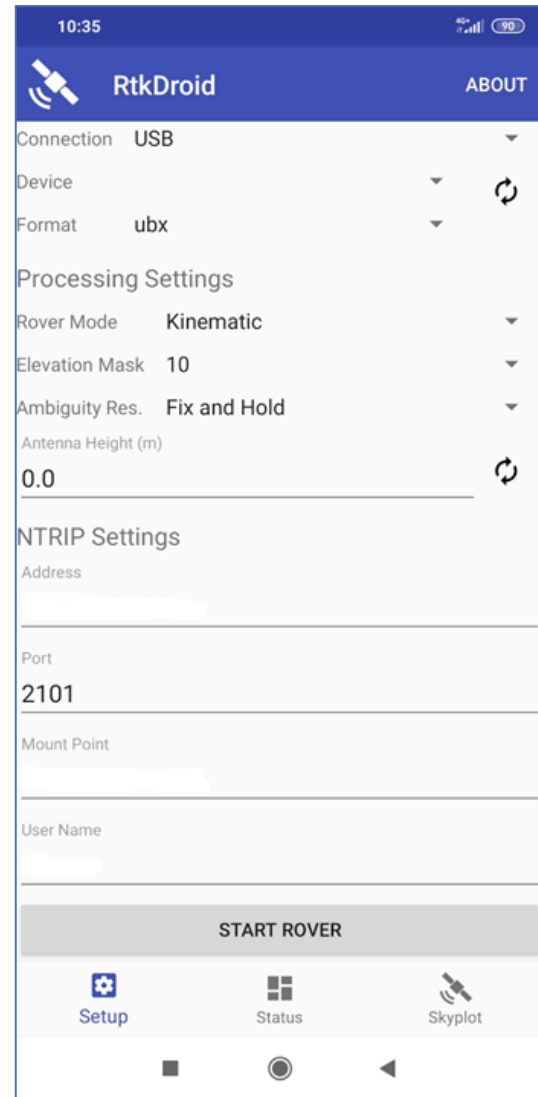 10:35
4G+
90
RtkDroid ABOUT
Connection USB
Device
Format ubx
Processing Settings
Rover Mode Kinematic
Elevation Mask 10
Ambiguity Res. Fix and Hold
Antenna Height (m)
0.0
NTRIP Settings
Address
Port
2101
Mount Point
User Name
START ROVER
Setup Status Skyplot